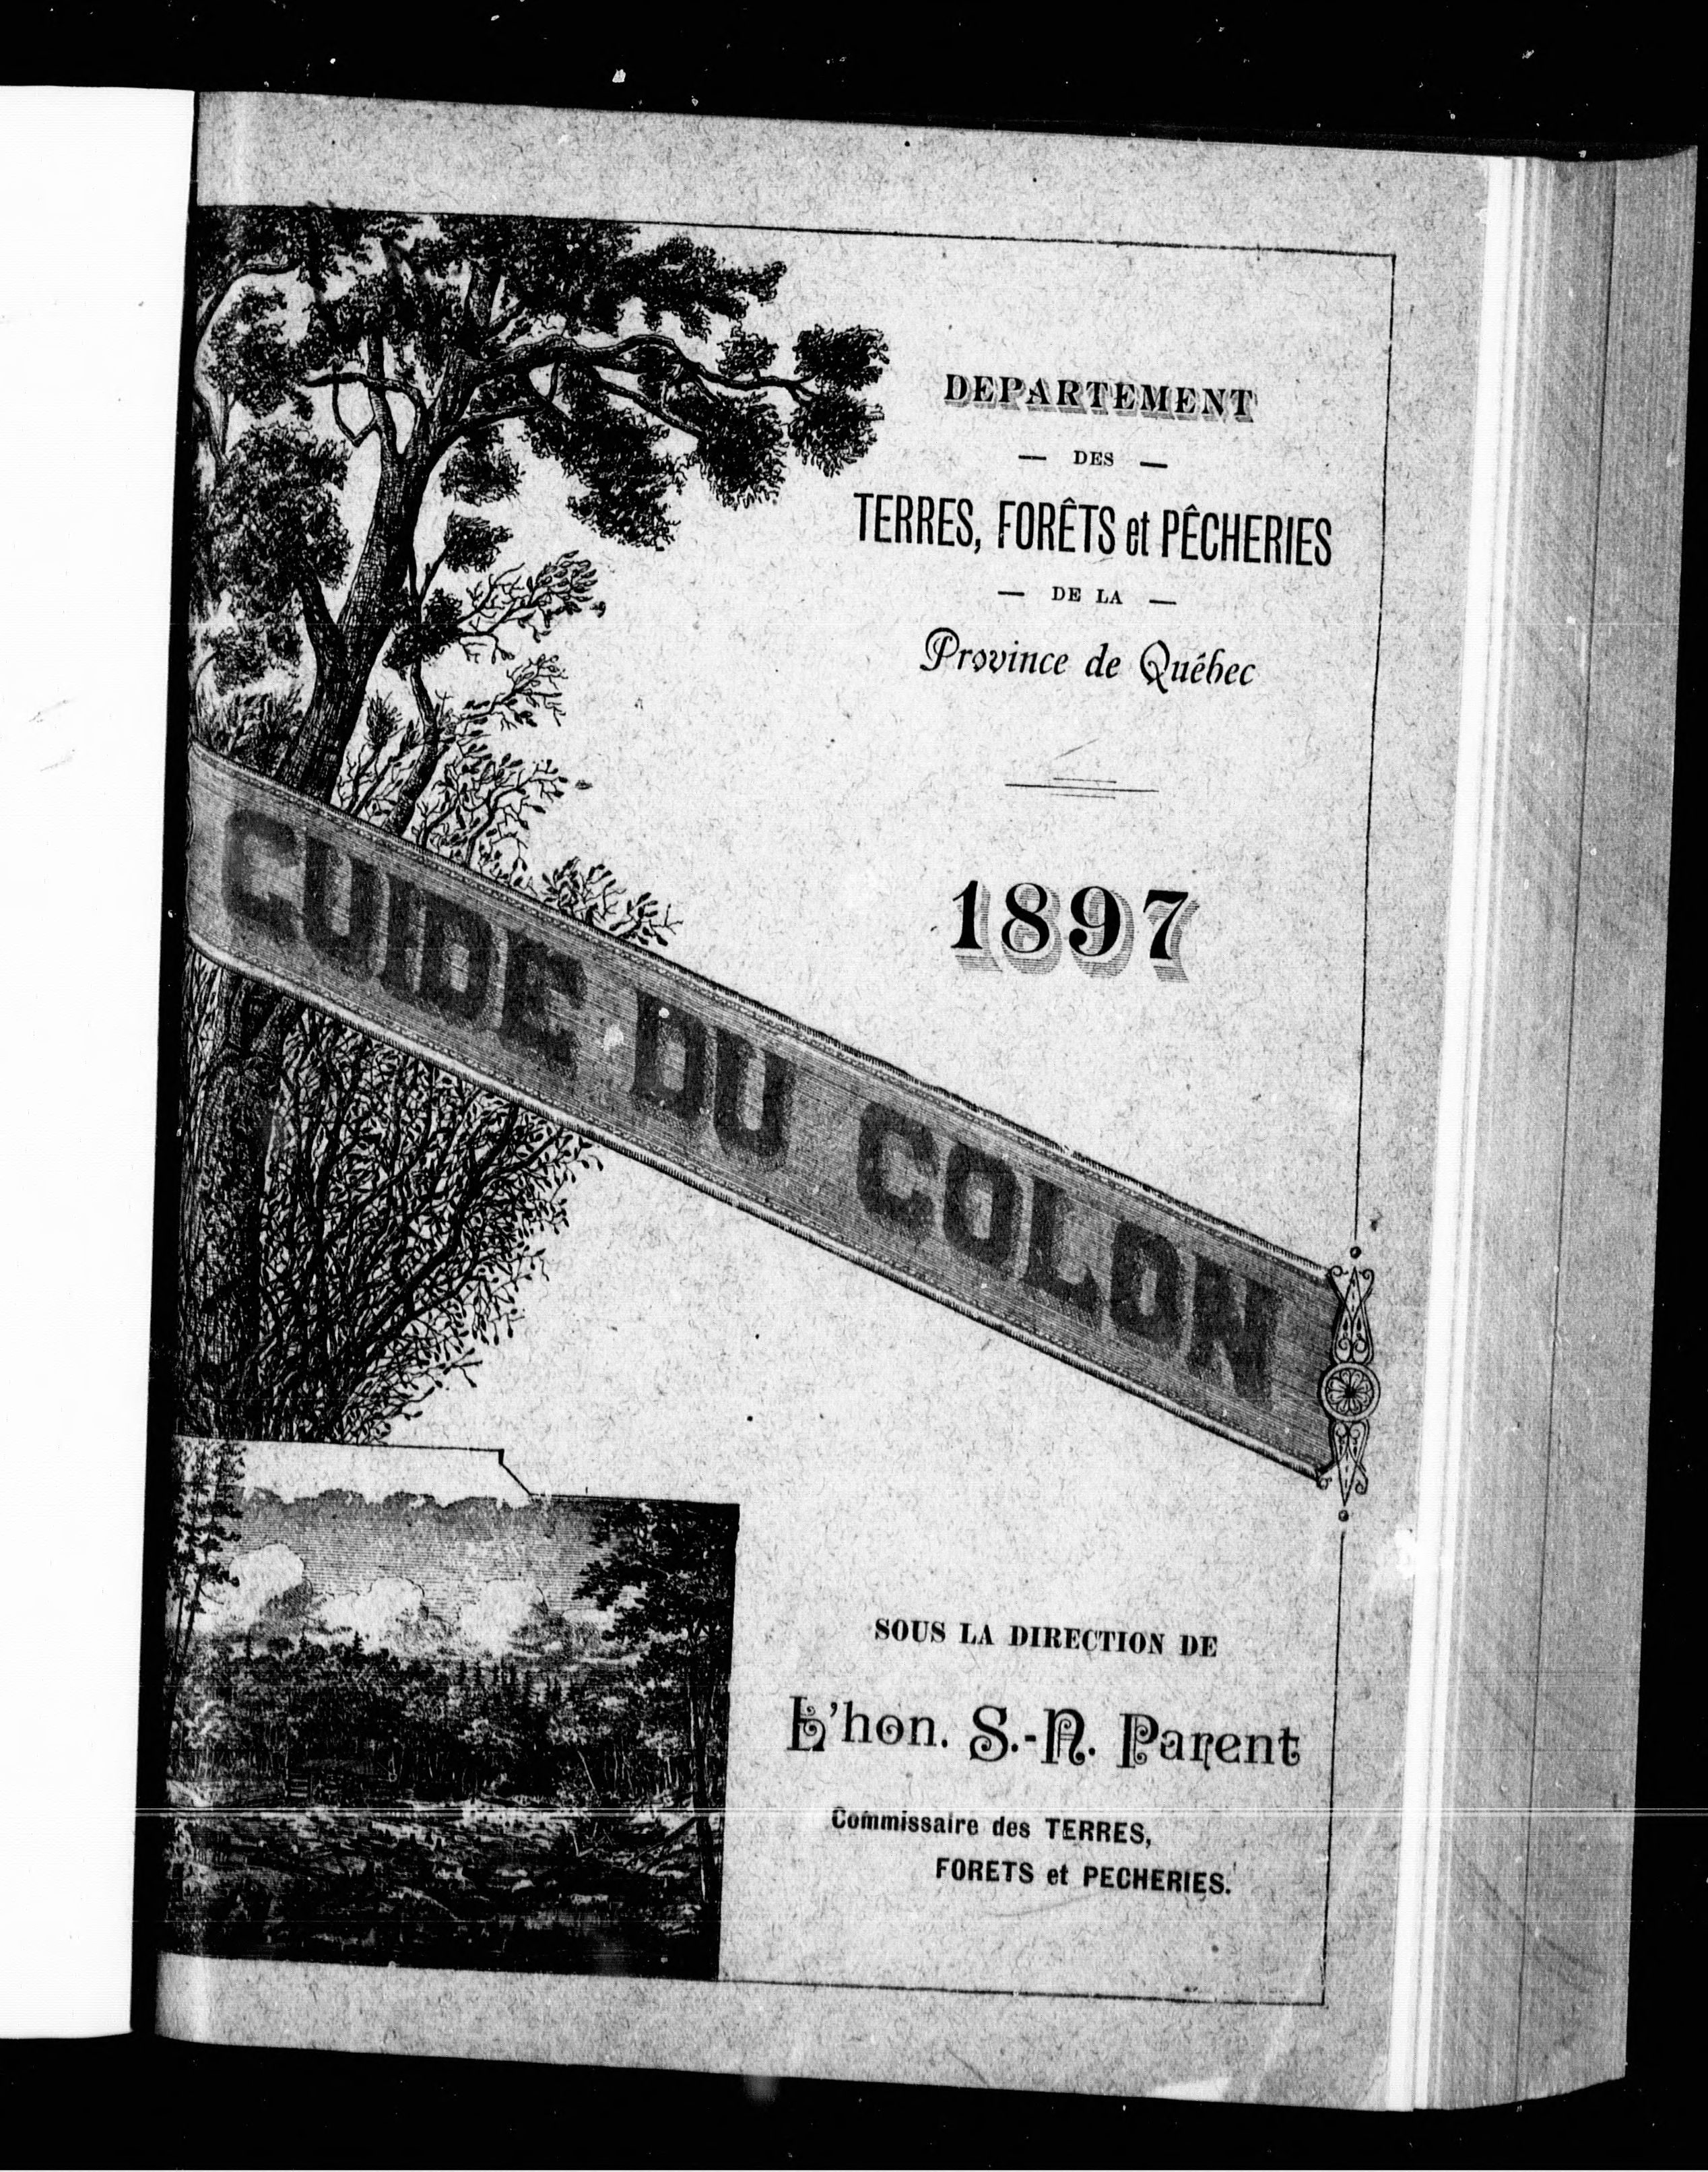 DEPARTEMENT
— DES —
TERRES, FORÊTS et PÊCHERIES
— DE LA —
Province de Québec
1897
GUIDE DU COLON
SOUS LA DIRECTION DE
L'hon. S.-N. Parent
Commissaire des TERRES,
FORETS et PECHERIES.